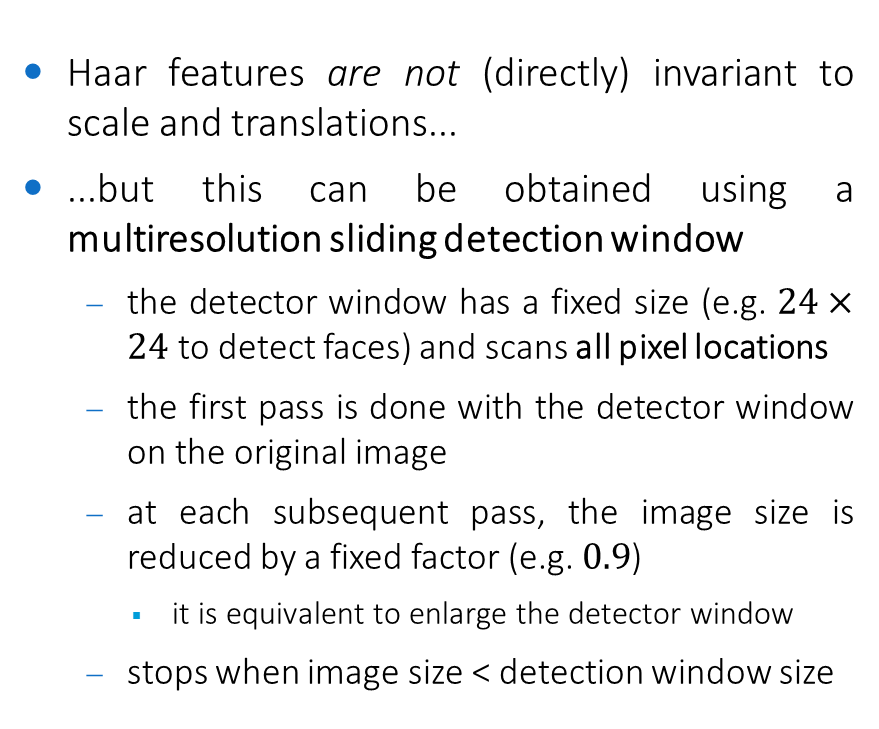 • Haar features are not (directly) invariant to
scale and translations...
• ...but this can be obtained using a
multiresolution sliding detection window
– the detector window has a fixed size (e.g. 24 ×
24 to detect faces) and scans all pixel locations
– the first pass is done with the detector window
on the original image
– at each subsequent pass, the image size is
reduced by a fixed factor (e.g. 0.9)
▪ it is equivalent to enlarge the detector window
– stops when image size < detection window size